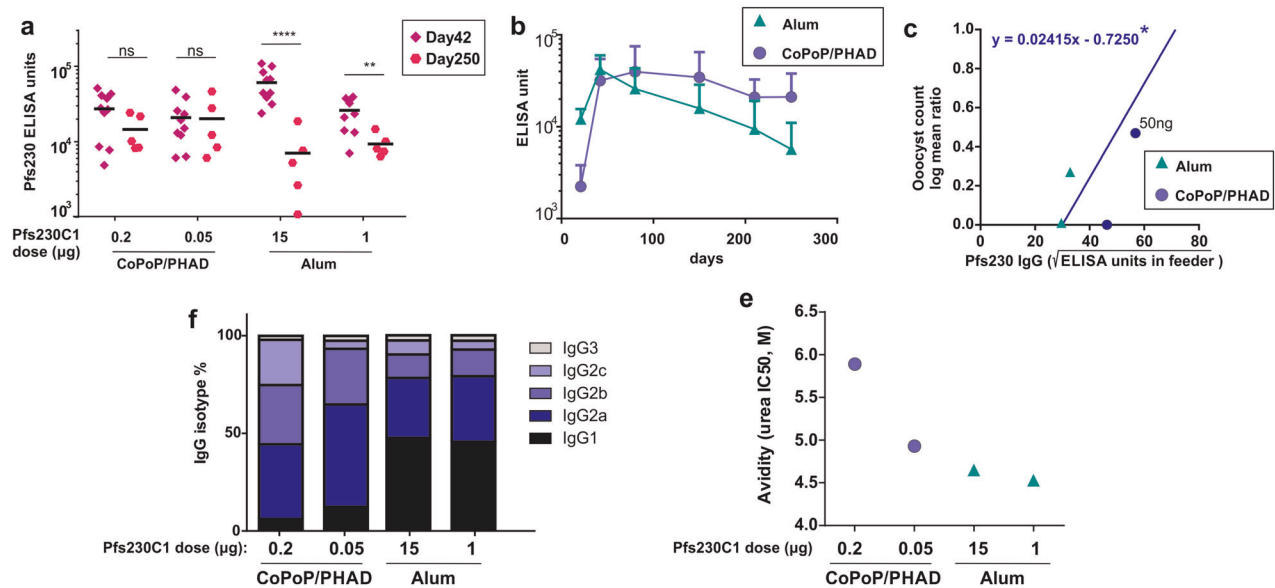 a
ns
ns
****
**
Day42
Day250
Pfs230 ELISA units
10^5
10^4
10^3
Pfs230C1
dose (µg)
0.2
0.05
15
1
CoPoP/PHAD
Alum
b
Alum
CoPoP/PHAD
ELISA unit
10^5
10^4
10^3
0
100
200
300
days
c
y = 0.02415x - 0.7250*
Ooocyst count
log mean ratio
1.0
0.8
0.6
0.4
0.2
0.0
50ng
Alum
CoPoP/PHAD
0
20
40
60
80
Pfs230 IgG (√ELISA units in feeder )
f
IgG isotype %
100
50
0
IgG3
IgG2c
IgG2b
IgG2a
IgG1
Pfs230C1 dose (µg):
0.2
0.05
15
1
CoPoP/PHAD
Alum
e
Avidity (urea IC50, M)
6.5
6.0
5.5
5.0
4.5
4.0
Pfs230C1 dose (µg)
0.2
0.05
15
1
CoPoP/PHAD
Alum